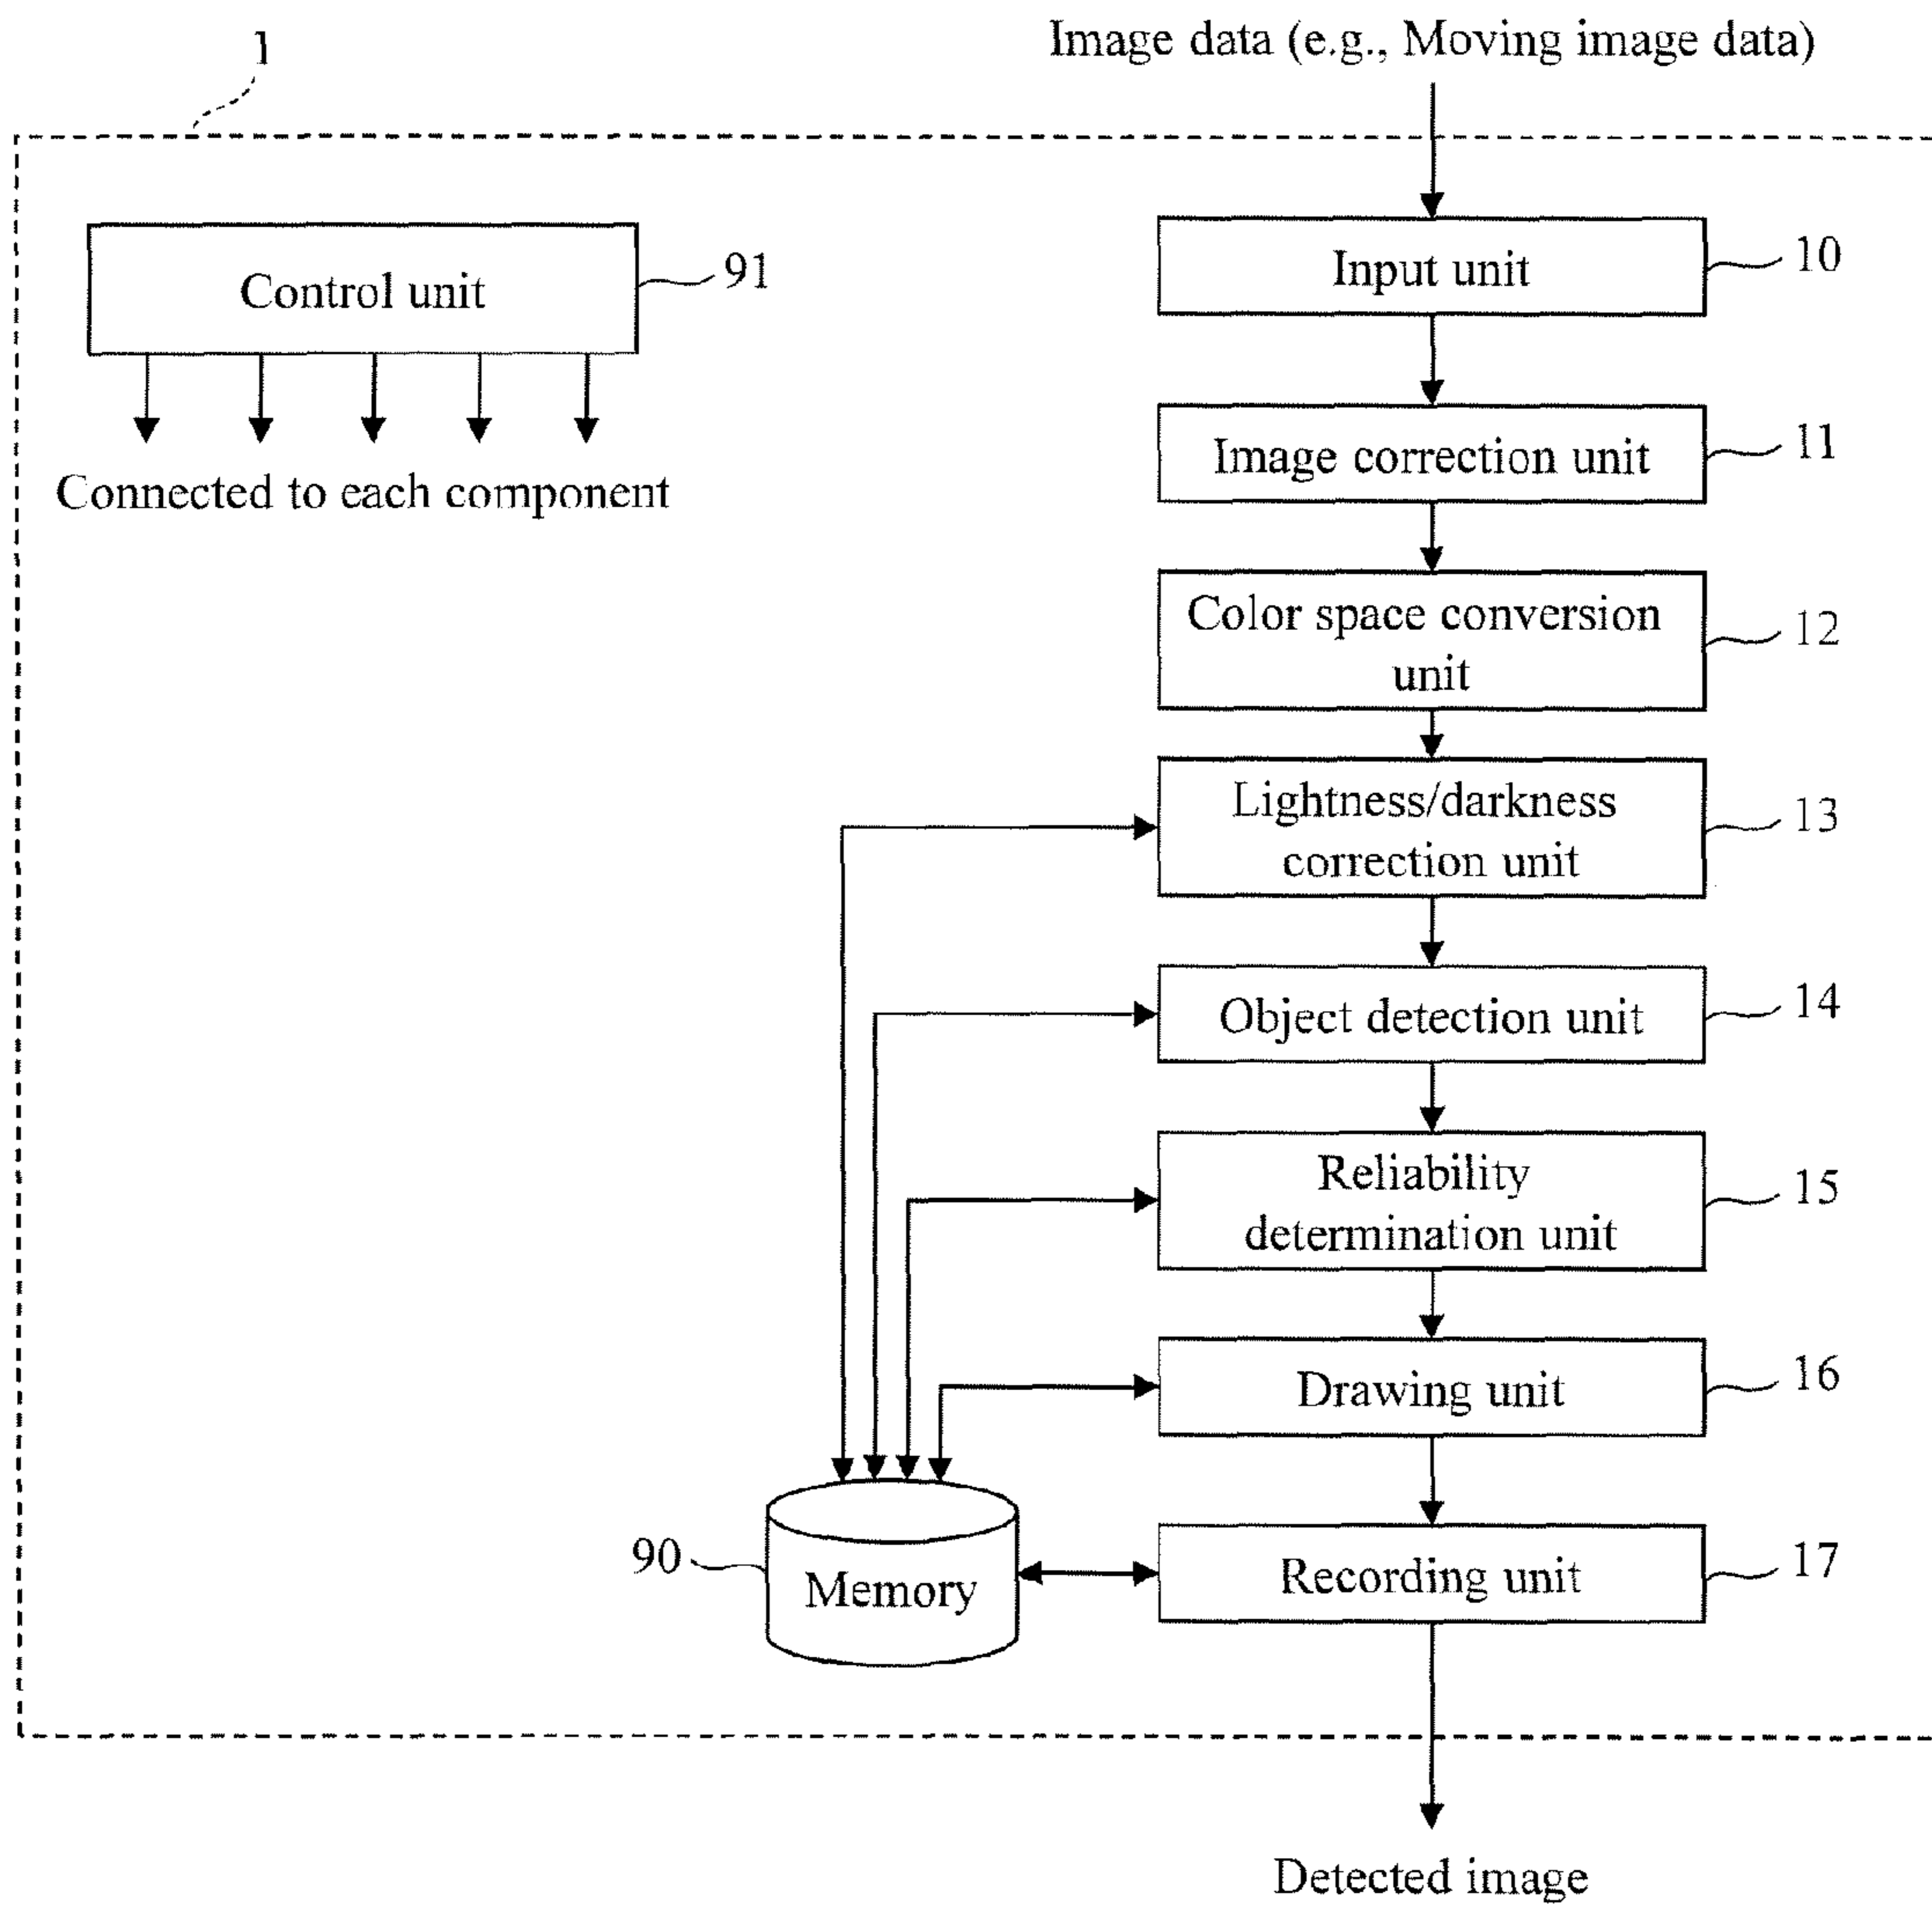 1
Image data (e.g., Moving image data)
Control unit
91
Connected to each component
Input unit
10
Image correction unit
11
Color space conversion
unit
12
Lightness/darkness
correction unit
13
Object detection unit
14
Reliability
determination unit
15
Drawing unit
16
90
Memory
Recording unit
17
Detected image